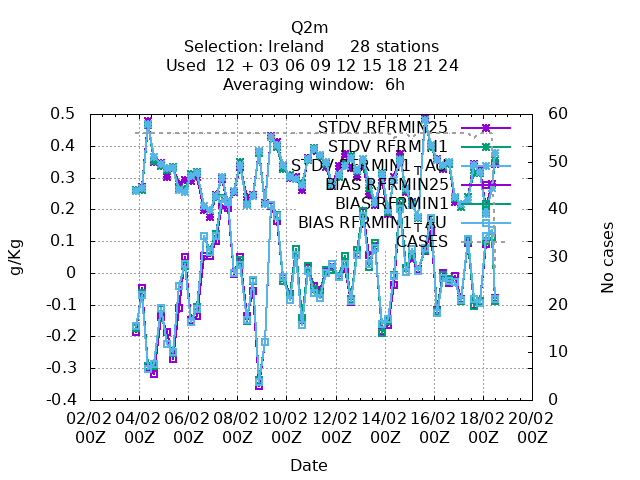 Q2m
Selection: Ireland 28 stations
Used 12 + 03 06 09 12 15 18 21 24
Averaging window: 6h
0.5
0.4
0.3
0.2
0.1
0
-0.1
-0.2
-0.3
-0.4
g/Kg
60
50
40
30
20
10
0
No cases
STDV RFRMIN25
STDV RFRMIN1
STDV RFRMIN1_AU
BIAS RFRMIN25
BIAS RFRMIN1
BIAS RFRMIN1_AU
CASES
02/02 04/02 06/02 08/02 10/02 12/02 14/02 16/02 18/02 20/02
00Z 00Z 00Z 00Z 00Z 00Z 00Z 00Z 00Z 00Z
Date